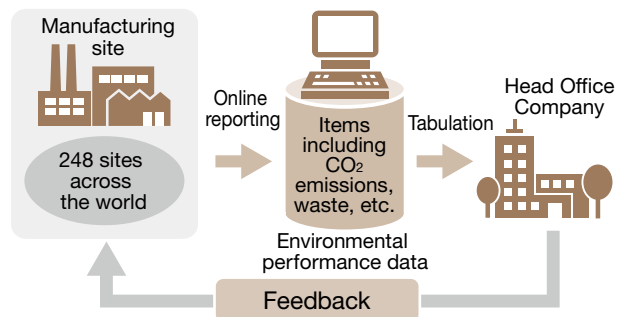 Manufacturing
site
248 sites
across
the world
Online
reporting
Items
including
CO2
emissions,
waste, etc.
Environmental
performance data
Tabulation
Head Office
Company
Feedback